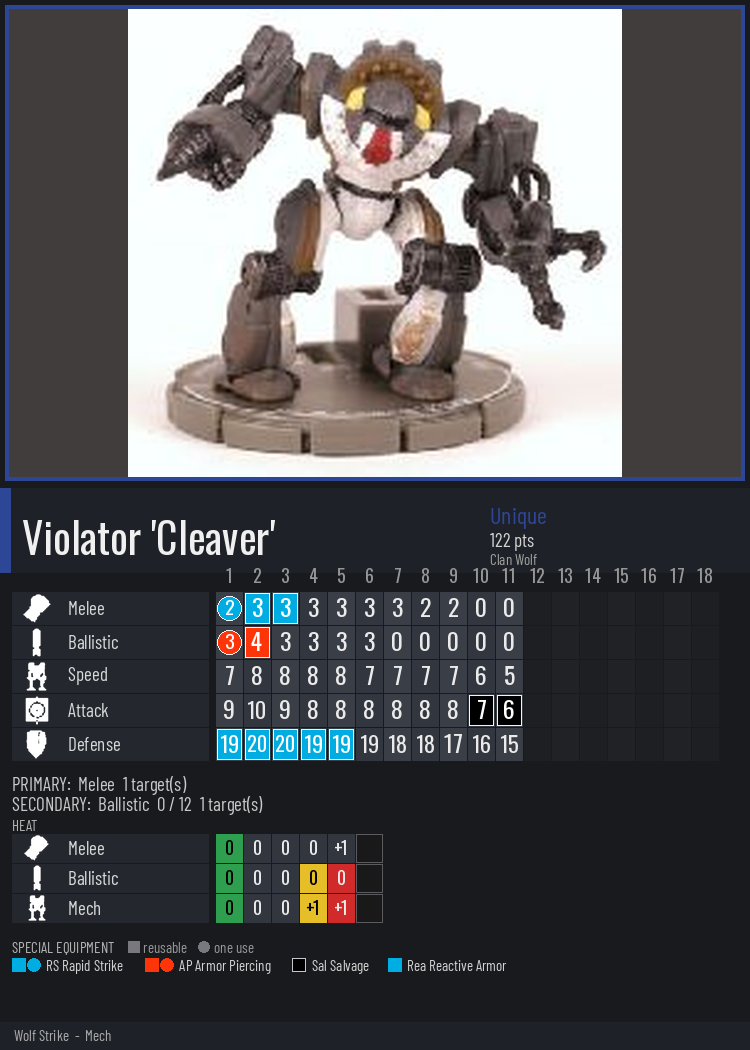 Violator 'Cleaver'
Unique
122 pts
Clan Wolf
1 2 3 4 5 6 7 8 9 10 11 12 13 14 15 16 17 18
Melee 2 3 3 3 3 3 3 2 2 0 0
Ballistic 3 4 3 3 3 3 0 0 0 0 0
Speed 7 8 8 8 8 7 7 7 7 6 5
Attack 9 10 9 8 8 8 8 8 8 7 6
Defense 19 20 20 19 19 19 18 18 17 16 15
PRIMARY: Melee 1 target(s)
SECONDARY: Ballistic 0 / 12 1 target(s)
HEAT
Melee 0 0 0 0 +1
Ballistic 0 0 0 0 0
Mech 0 0 0 +1 +1
SPECIAL EQUIPMENT reusable one use
RS Rapid Strike AP Armor Piercing Sal Salvage Rea Reactive Armor
Wolf Strike - Mech